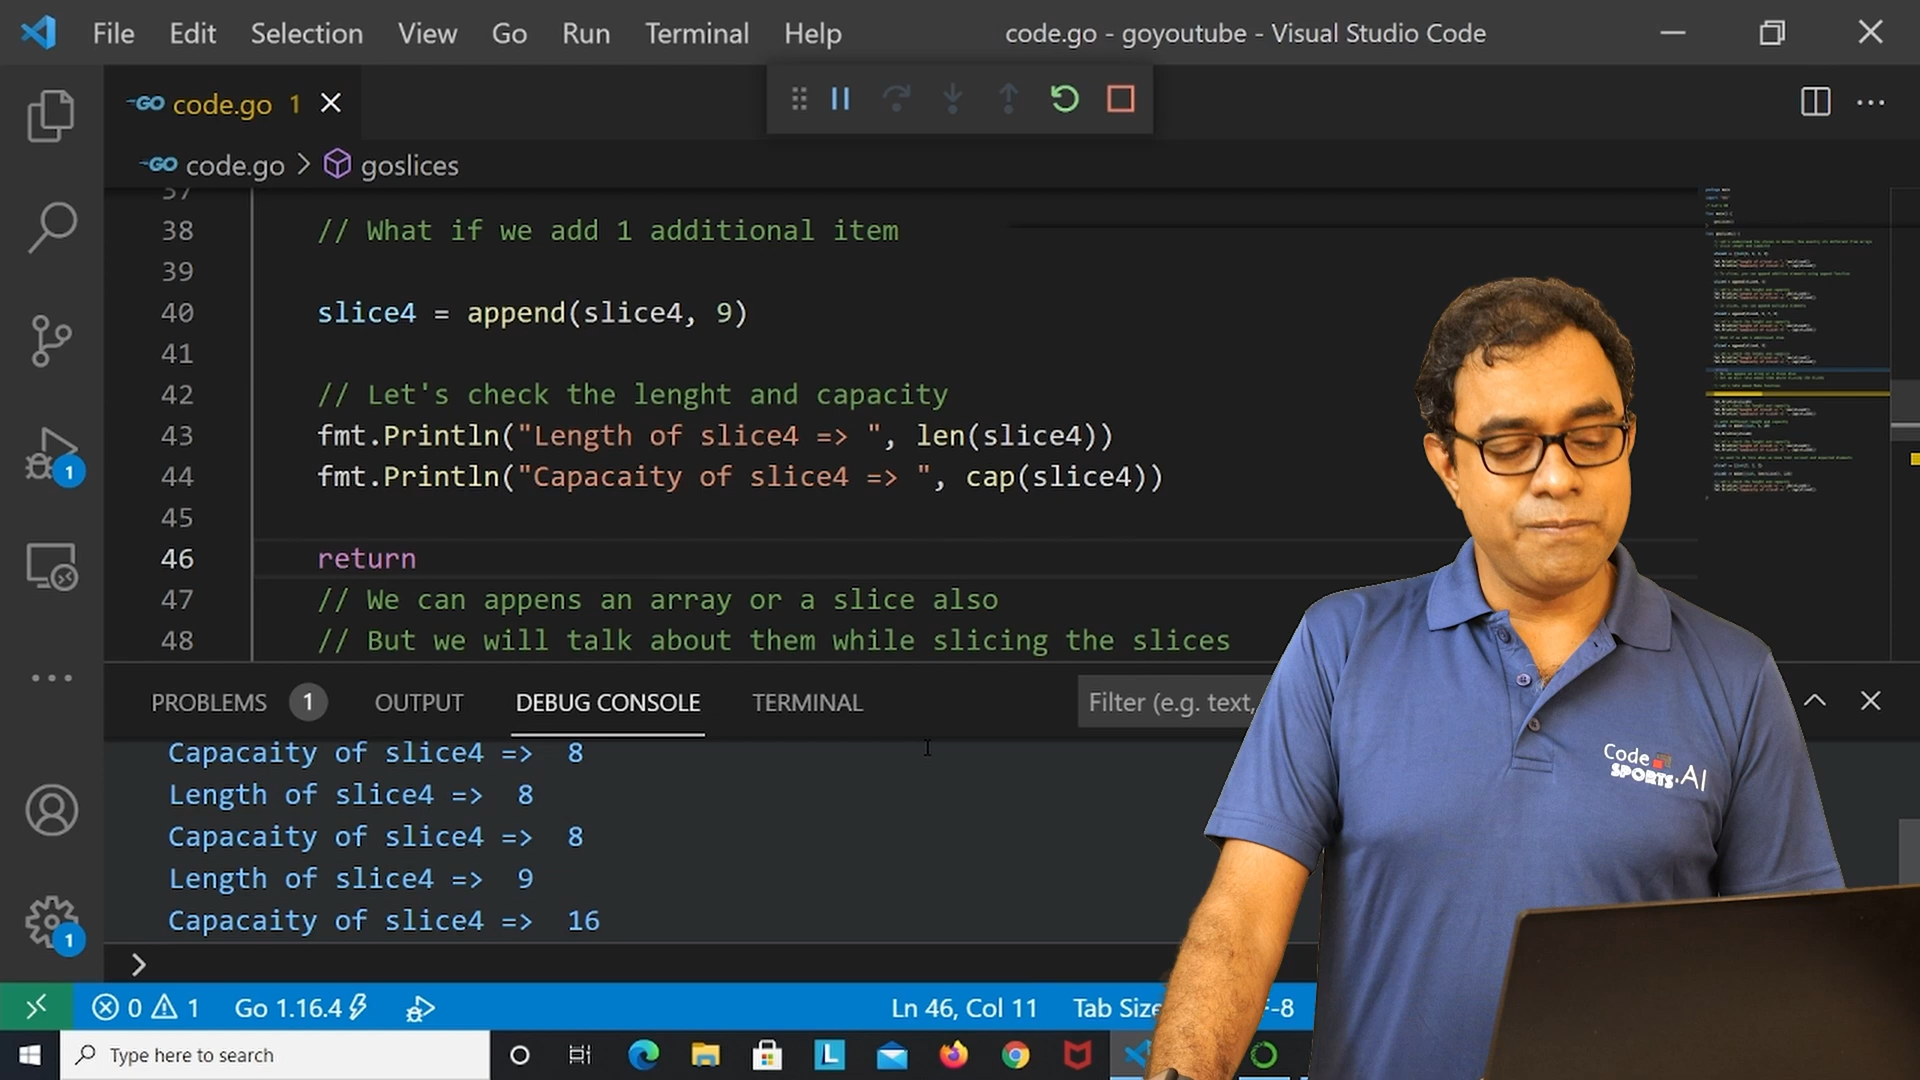 File Edit Selection View Go Run Terminal Help code.go - goyoutube - Visual Studio Code
GO code.go 1
GO code.go > goslices
37
38 // What if we add 1 additional item
39
40 slice4 = append(slice4, 9)
41
42 // Let's check the lenght and capacity
43 fmt.Println("Length of slice4 => ", len(slice4))
44 fmt.Println("Capacaity of slice4 => ", cap(slice4))
45
46 return
47 // We can appens an array or a slice also
48 // But we will talk about them while slicing the slices
PROBLEMS 1 OUTPUT DEBUG CONSOLE TERMINAL Filter (e.g. text,
Capacaity of slice4 => 8
Length of slice4 => 8
Capacaity of slice4 => 8
Length of slice4 => 9
Capacaity of slice4 => 16
>
1
1
Code
SPORTS.AI
0 1 Go 1.16.4 Ln 46, Col 11 Tab Size F-8
Type here to search
L